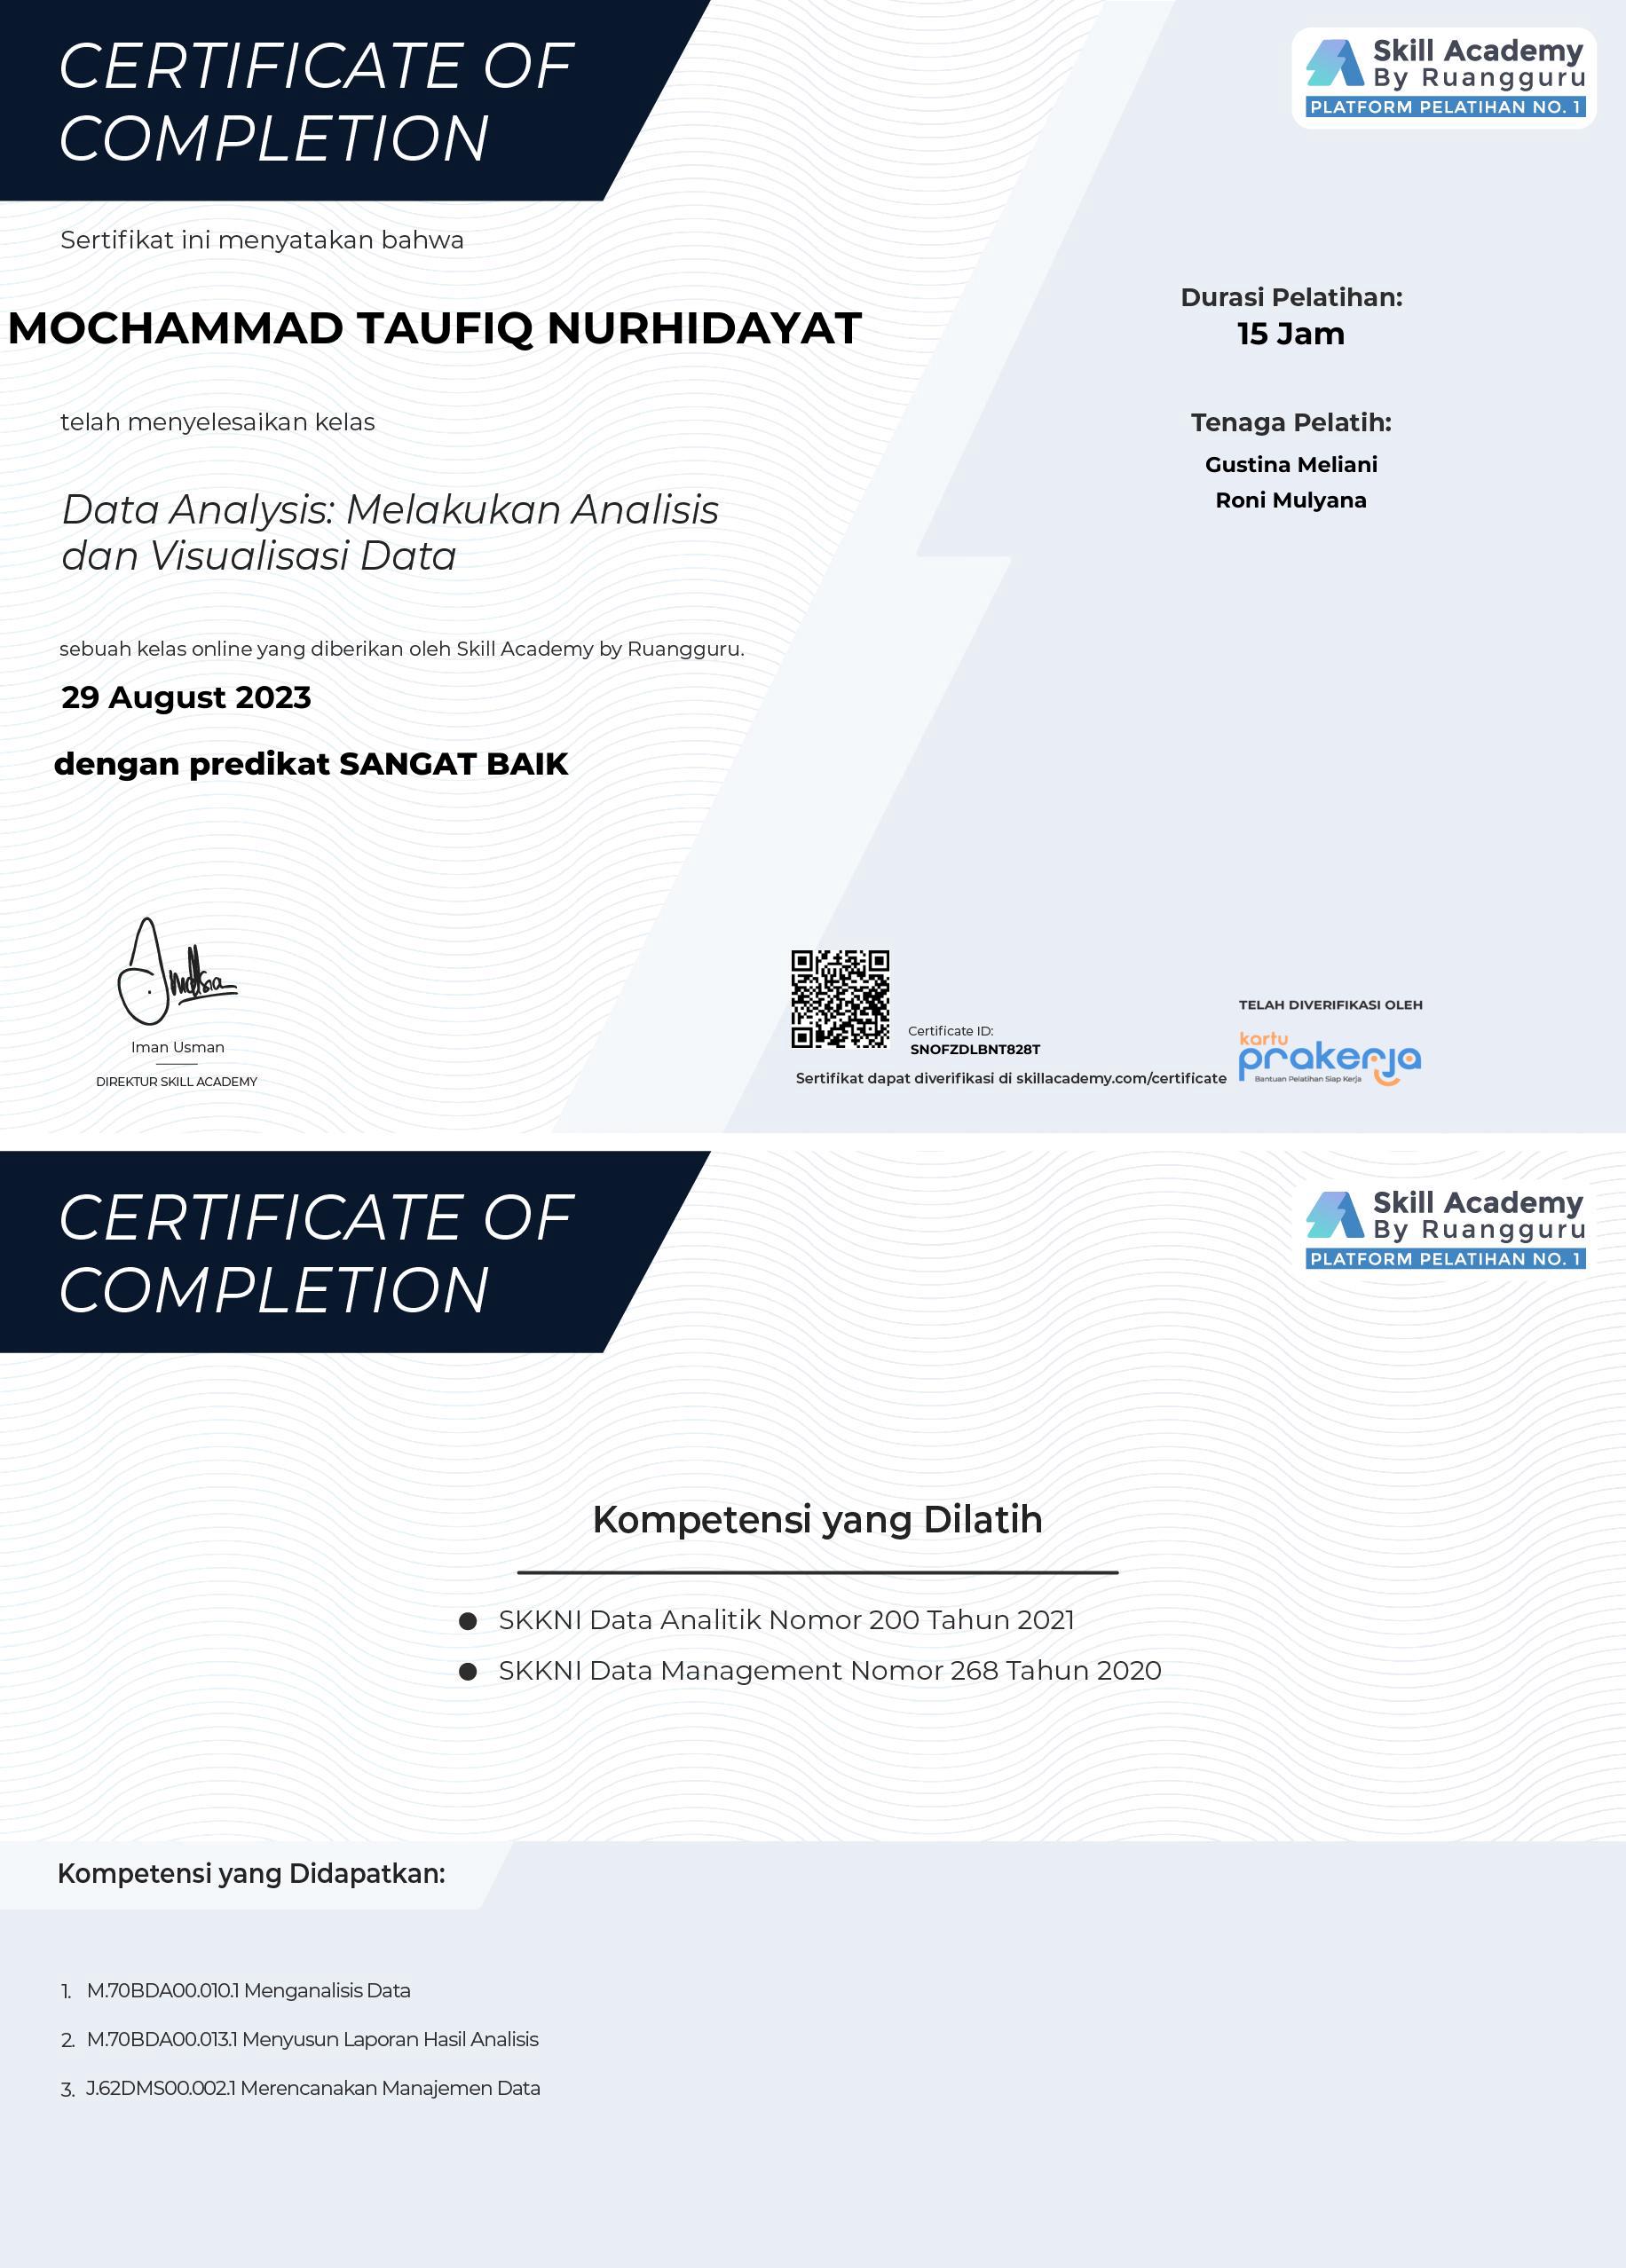 CERTIFICATE OF
COMPLETION
Skill Academy
By Ruangguru
PLATFORM PELATIHAN NO. 1
Sertifikat ini menyatakan bahwa
MOCHAMMAD TAUFIQ NURHIDAYAT
telah menyelesaikan kelas
Data Analysis: Melakukan Analisis
dan Visualisasi Data
sebuah kelas online yang diberikan oleh Skill Academy by Ruangguru.
29 August 2023
dengan predikat SANGAT BAIK
Durasi Pelatihan:
15 Jam
Tenaga Pelatih:
Gustina Meliani
Roni Mulyana
Iman Usman
DIREKTUR SKILL ACADEMY
Certificate ID:
SNOFZDLBNT828T
Sertifikat dapat diverifikasi di skillacademy.com/certificate
TELAH DIVERIFIKASI OLEH
kartu
prakerja
Bantuan Pelatihan Siap Kerja
CERTIFICATE OF
COMPLETION
Skill Academy
By Ruangguru
PLATFORM PELATIHAN NO. 1
Kompetensi yang Dilatih
● SKKNI Data Analitik Nomor 200 Tahun 2021
● SKKNI Data Management Nomor 268 Tahun 2020
Kompetensi yang Didapatkan:
1. M.70BDA00.010.1 Menganalisis Data
2. M.70BDA00.013.1 Menyusun Laporan Hasil Analisis
3. J.62DMS00.002.1 Merencanakan Manajemen Data